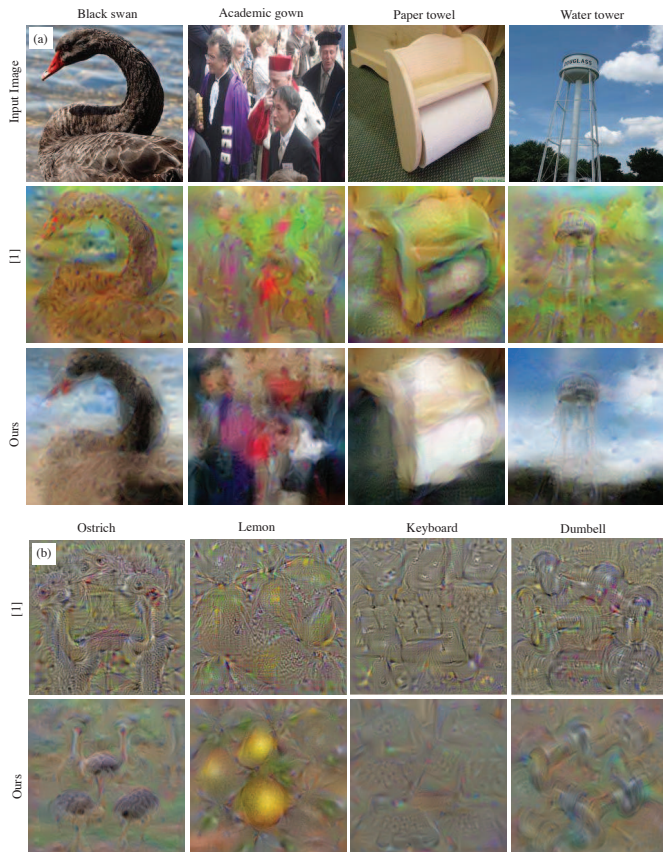 Black swan Academic gown Paper towel Water tower
(a)
Input Image
[1]
Ours
Ostrich Lemon Keyboard Dumbell
(b)
[1]
Ours